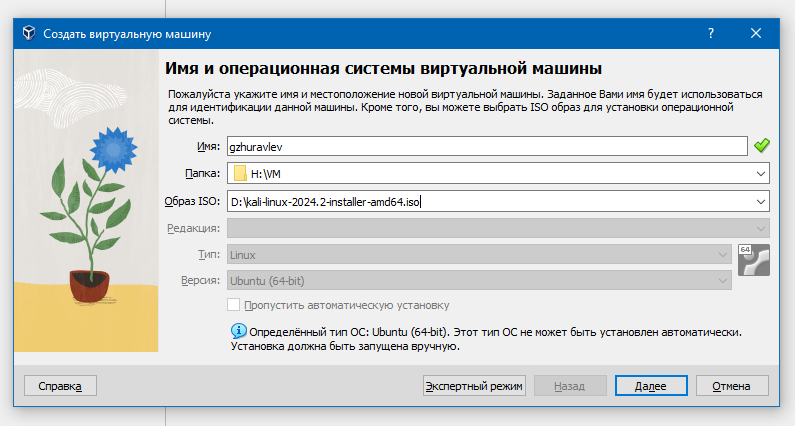 Создать виртуальную машину
?
Имя и операционная системы виртуальной машины
Пожалуйста укажите имя и местоположение новой виртуальной машины. Заданное Вами имя будет использоваться
для идентификации данной машины. Кроме того, вы можете выбрать ISO образ для установки операционной
системы.
Имя: gzhuravlev
Папка: H:\VM
Образ ISO: D:\kali-linux-2024.2-installer-amd64.iso
Редакция:
Тип: Linux
64
Версия: Ubuntu (64-bit)
Пропустить автоматическую установку
Определённый тип ОС: Ubuntu (64-bit). Этот тип ОС не может быть установлен автоматически.
Установка должна быть запущена вручную.
Справка Экспертный режим Назад Далее Отмена